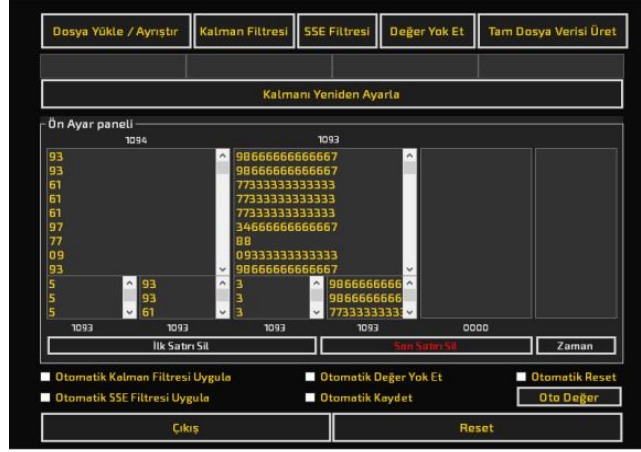 Dosya Yükle / Ayrıştır Kalman Filtresi SSE Filtresi Değer Yok Et Tam Dosya Verisi Üret
Kalmanı Yeniden Ayarla
Ön Ayar paneli
1094 1093
93 98666666666667
93 98666666666667
61 77333333333333
61 77333333333333
61 77333333333333
97 34666666666667
77 88
09 09333333333333
93 98666666666667
5 93 3 9866666666
5 93 3 9866666666
5 61 3 7733333333
1093 1093 1093 1093 0000
İlk Satırı Sil Son Satırı Sil Zaman
Otomatik Kalman Filtresi Uygula Otomatik Değer Yok Et Otomatik Reset
Otomatik SSE Filtresi Uygula Otomatik Kaydet Oto Değer
Çıkış Reset